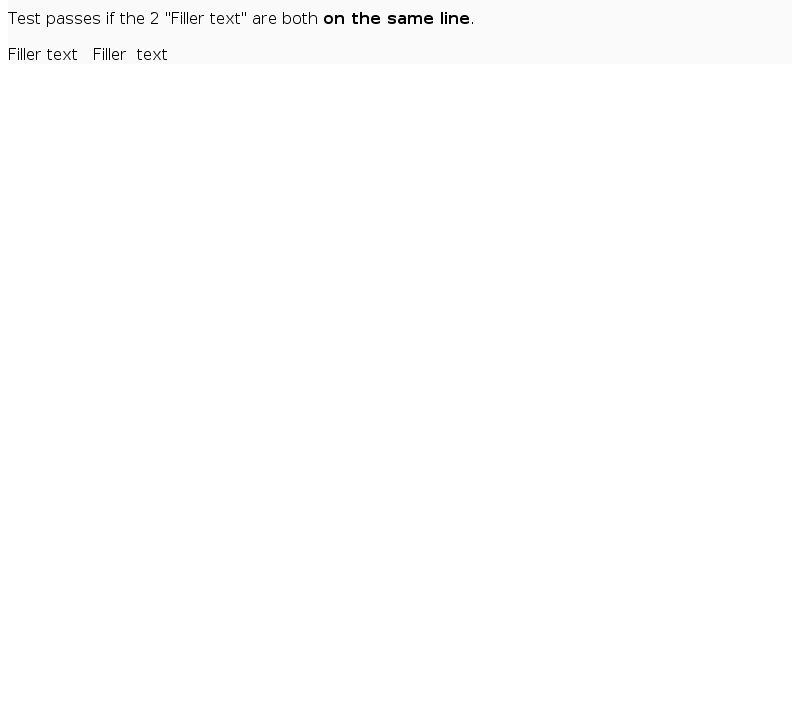 Test passes if the 2 "Filler text" are both on the same line.
Filler text   Filler  text